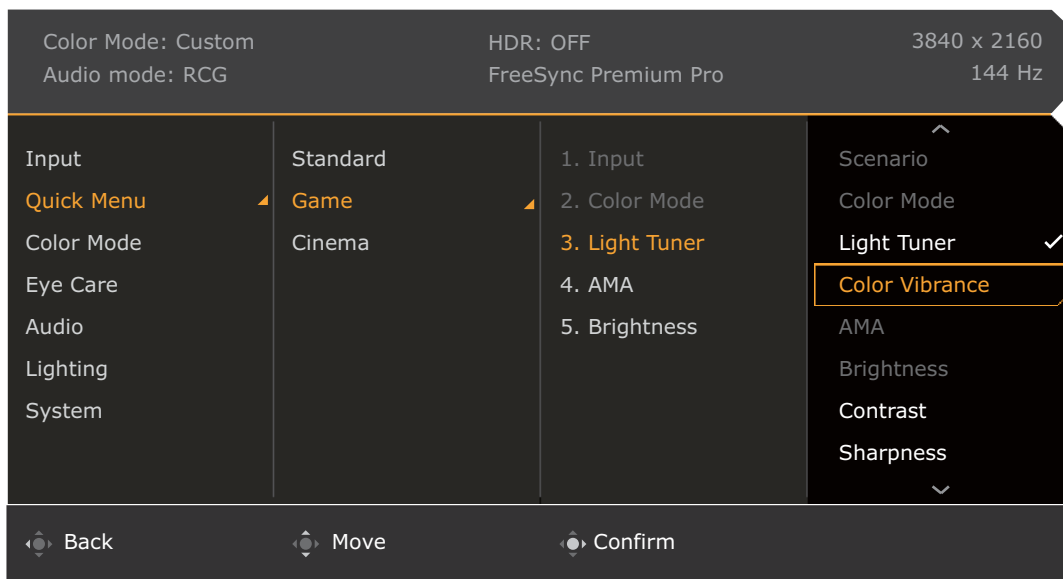 Color Mode: Custom
HDR: OFF
3840 x 2160
Audio mode: RCG
FreeSync Premium Pro
144 Hz
Input
Quick Menu
Color Mode
Eye Care
Audio
Lighting
System
Standard
Game
Cinema
1. Input
2. Color Mode
3. Light Tuner
4. AMA
5. Brightness
Scenario
Color Mode
Light Tuner
Color Vibrance
AMA
Brightness
Contrast
Sharpness
Back
Move
Confirm